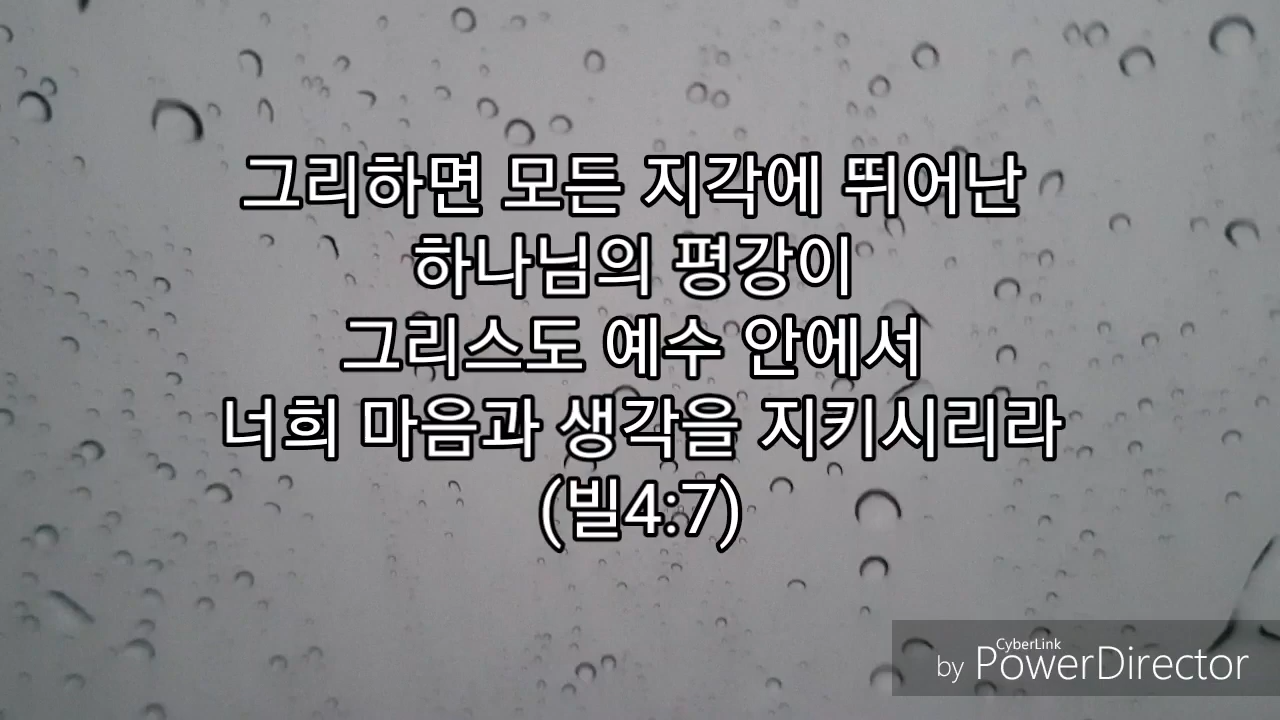 그리하면 모든 지각에 뛰어난
하나님의 평강이
그리스도 예수 안에서
너희 마음과 생각을 지키시리라
(빌4:7)
CyberLink
by PowerDirector